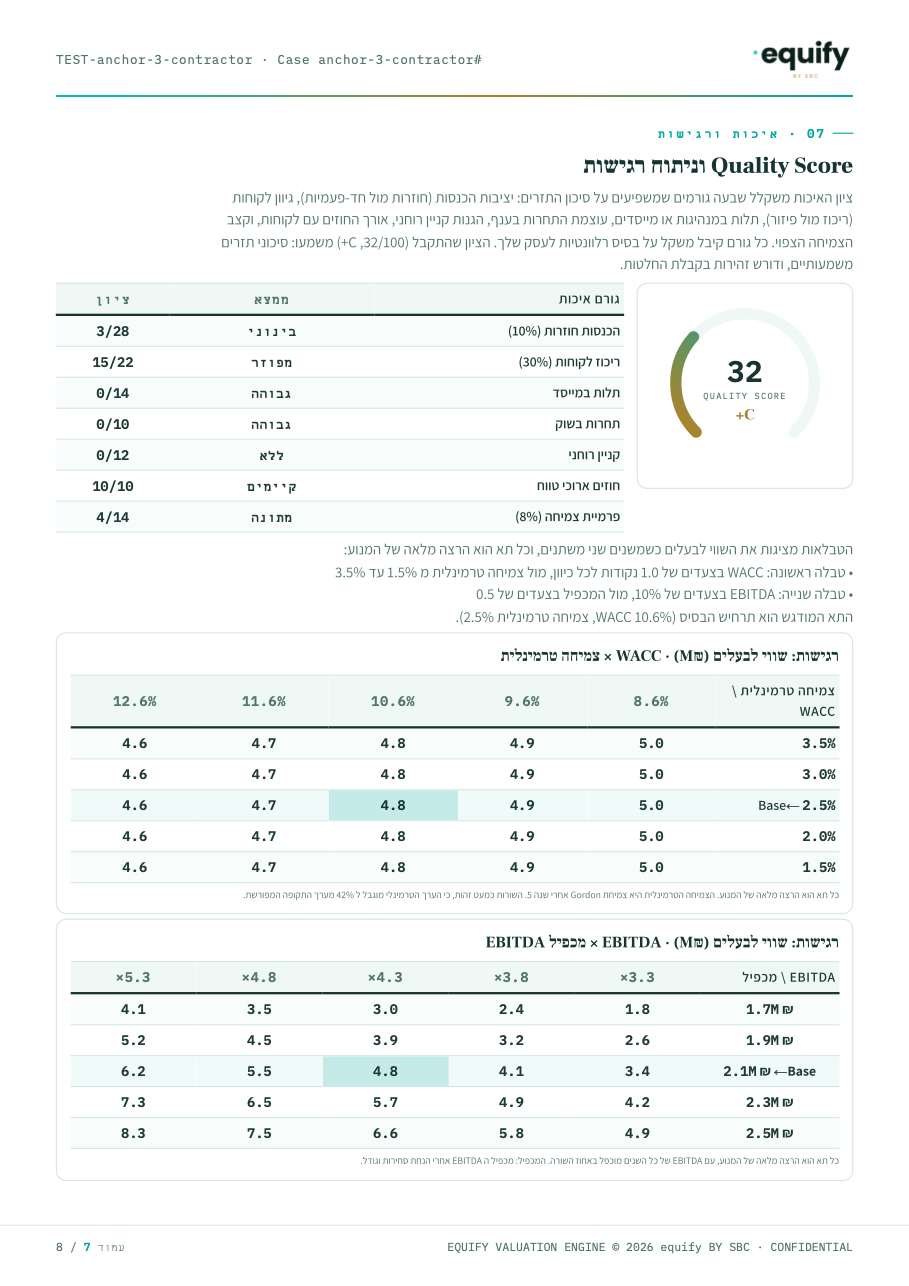 TEST-anchor-3-contractor · Case anchor-3-contractor#
equify
BY SBC
07 · איכות ורגישות
Quality Score וניתוח רגישות
ציון האיכות משקלל שבעה גורמים שמשפיעים על סיכון התזרים: יציבות הכנסות (חוזרות מול חד-פעמיות), גיוון לקוחות
(ריכוז מול פיזור), תלות במנהיגות או מייסדים, עוצמת התחרות בענף, הגנות קניין רוחני, אורך החוזים עם לקוחות, וקצב
הצמיחה הצפוי. כל גורם קיבל משקל על בסיס רלוונטיות לעסק שלך. הציון שהתקבל (32/100, C+) משמעו: סיכוני תזרים
משמעותיים, ודורש זהירות בקבלת החלטות.
32
QUALITY SCORE
+C
גורם איכות ממצא ציון
הכנסות חוזרות (10%) בינוני 3/28
ריכוז לקוחות (30%) מפוזר 15/22
תלות במייסד גבוהה 0/14
תחרות בשוק גבוהה 0/10
קניין רוחני ללא 0/12
חוזים ארוכי טווח קיימים 10/10
פרמיית צמיחה (8%) מתונה 4/14
הטבלאות מציגות את השווי לבעלים כשמשנים שני משתנים, וכל תא הוא הרצה מלאה של המנוע:
• טבלה ראשונה: WACC בצעדים של 1.0 נקודות לכל כיוון, מול צמיחה טרמינלית מ 1.5% עד 3.5%
• טבלה שנייה: EBITDA בצעדים של 10%, מול המכפיל בצעדים של 0.5
התא המודגש הוא תרחיש הבסיס (WACC 10.6%, צמיחה טרמינלית 2.5%).
רגישות: שווי לבעלים (₪M) · WACC × צמיחה טרמינלית
צמיחה טרמינלית \
WACC
8.6% 9.6% 10.6% 11.6% 12.6%
3.5% 5.0 4.9 4.8 4.7 4.6
3.0% 5.0 4.9 4.8 4.7 4.6
2.5% ←Base 5.0 4.9 4.8 4.7 4.6
2.0% 5.0 4.9 4.8 4.7 4.6
1.5% 5.0 4.9 4.8 4.7 4.6
כל תא הוא הרצה מלאה של המנוע. הצמיחה הטרמינלית היא צמיחת Gordon אחרי שנה 5. השורות כמעט זהות, כי הערך הטרמינלי מוגבל ל 42% מערך התקופה המפורשת.
רגישות: שווי לבעלים (₪M) · EBITDA × מכפיל EBITDA
EBITDA \ מכפיל ×3.3 ×3.8 ×4.3 ×4.8 ×5.3
1.7M ₪ 1.8 2.4 3.0 3.5 4.1
1.9M ₪ 2.6 3.2 3.9 4.5 5.2
2.1M ₪ ←Base 3.4 4.1 4.8 5.5 6.2
2.3M ₪ 4.2 4.9 5.7 6.5 7.3
2.5M ₪ 4.9 5.8 6.6 7.5 8.3
כל תא הוא הרצה מלאה של המנוע, עם EBITDA של כל השנים מוכפל באחוז השורה. המכפיל: מכפיל ה EBITDA אחרי הנחת סחירות וגודל.
EQUIFY VALUATION ENGINE © 2026 equify BY SBC · CONFIDENTIAL
עמוד 7 / 8